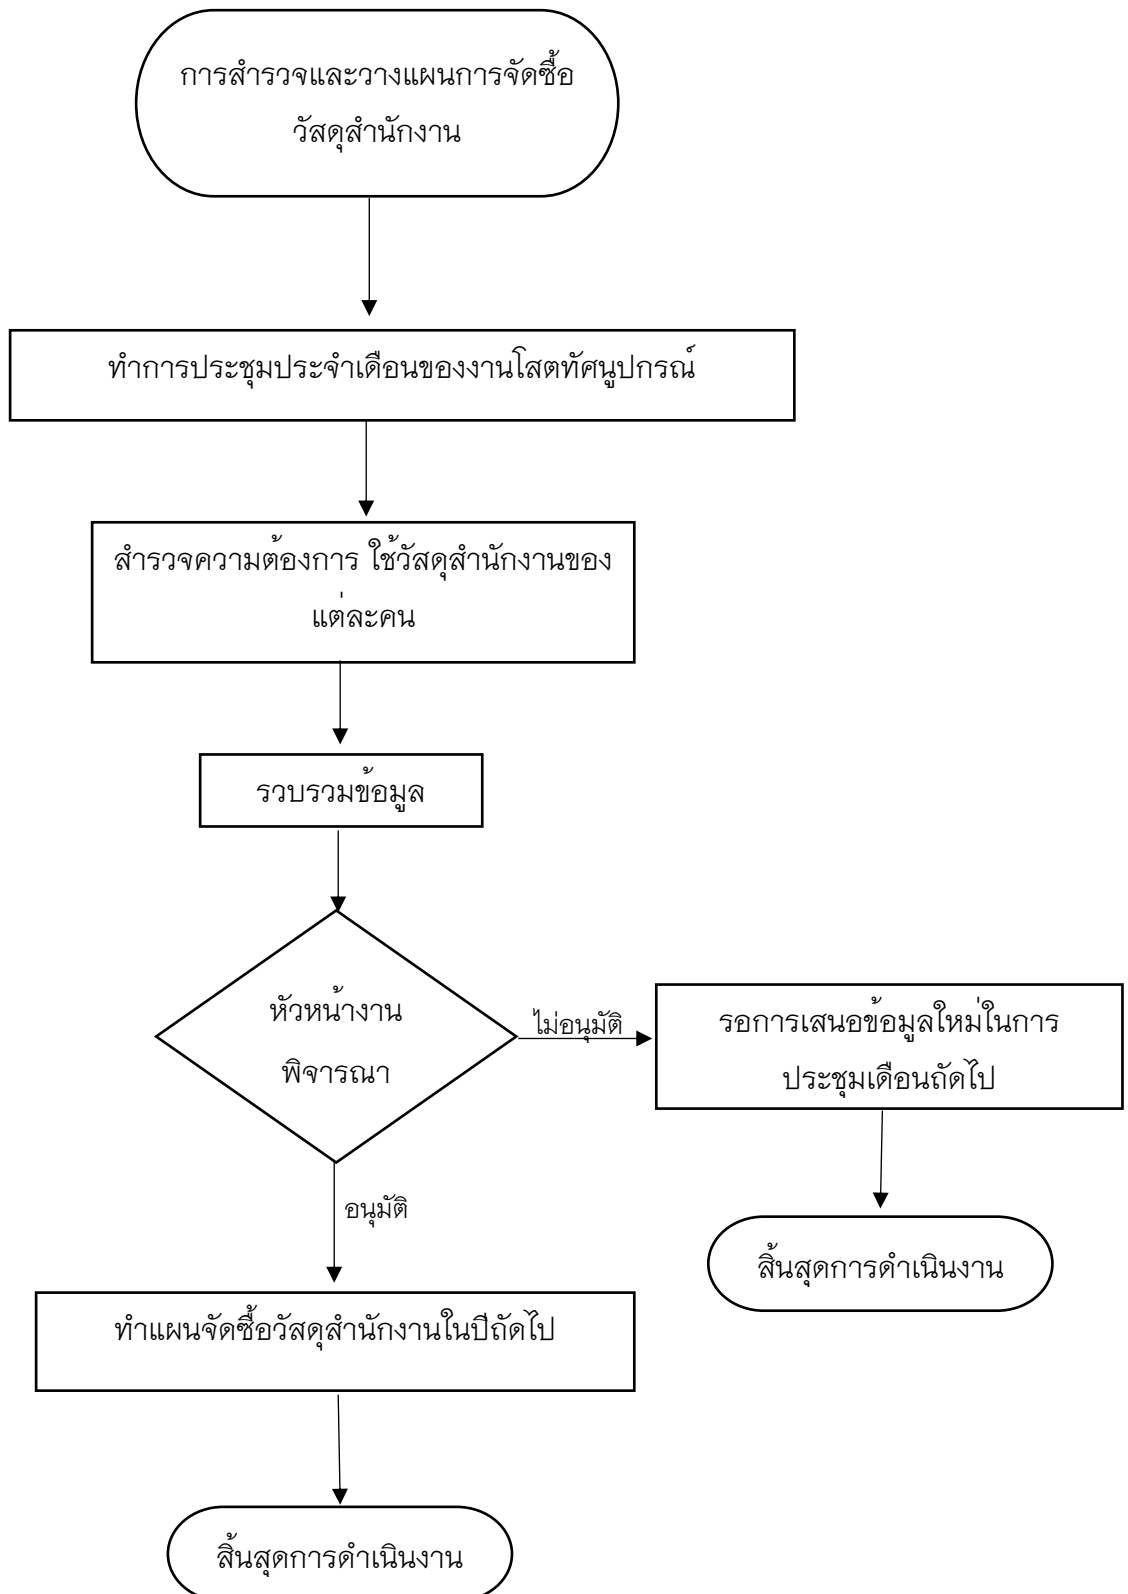 การสำรวจและวางแผนการจัดซื้อ
วัสดุสำนักงาน
ทำการประชุมประจำเดือนของงานโสตทัศนูปกรณ์
สำรวจความต้องการ ใช้วัสดุสำนักงานของ
แต่ละคน
รวบรวมข้อมูล
หัวหน้างาน
พิจารณา
ไม่อนุมัติ
รอการเสนอข้อมูลใหม่ในการ
ประชุมเดือนถัดไป
อนุมัติ
สิ้นสุดการดำเนินงาน
ทำแผนจัดซื้อวัสดุสำนักงานในปีถัดไป
สิ้นสุดการดำเนินงาน